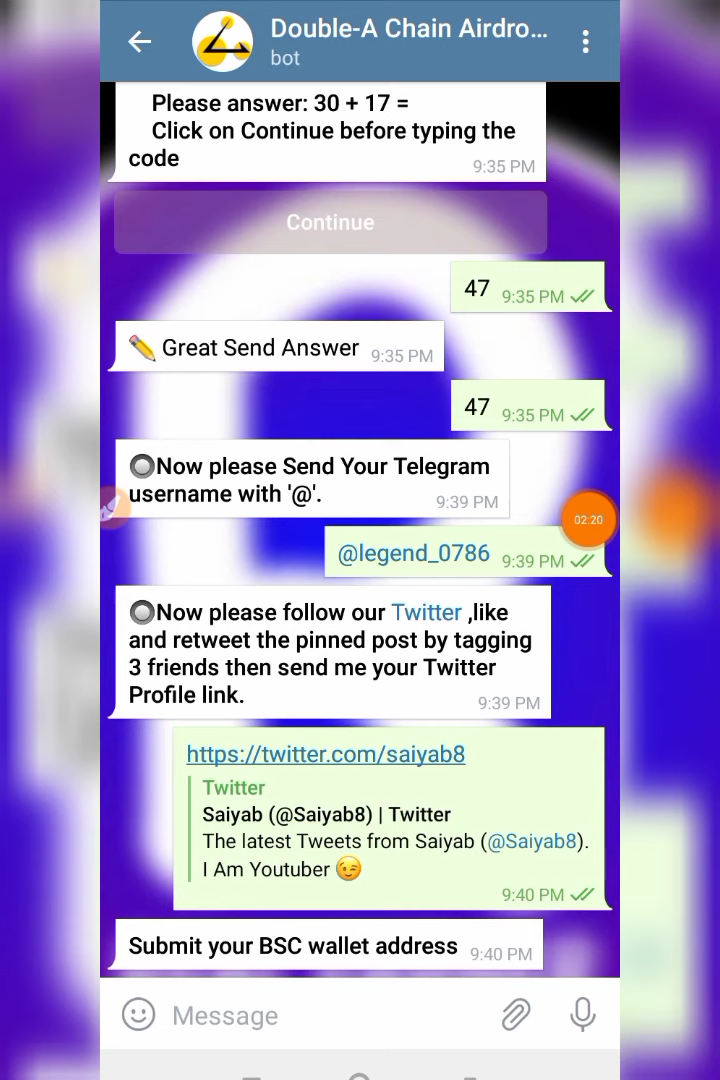 Double-A Chain Airdro...
bot
Please answer: 30 + 17 =
Click on Continue before typing the
code
9:35 PM
Continue
47 9:35 PM
✏️ Great Send Answer 9:35 PM
47 9:35 PM
🔘Now please Send Your Telegram
username with '@'.
9:39 PM
02:20
@legend_0786 9:39 PM
🔘Now please follow our Twitter ,like
and retweet the pinned post by tagging
3 friends then send me your Twitter
Profile link.
9:39 PM
https://twitter.com/saiyab8
Twitter
Saiyab (@Saiyab8) | Twitter
The latest Tweets from Saiyab (@Saiyab8).
I Am Youtuber 😉
9:40 PM
Submit your BSC wallet address 9:40 PM
Message